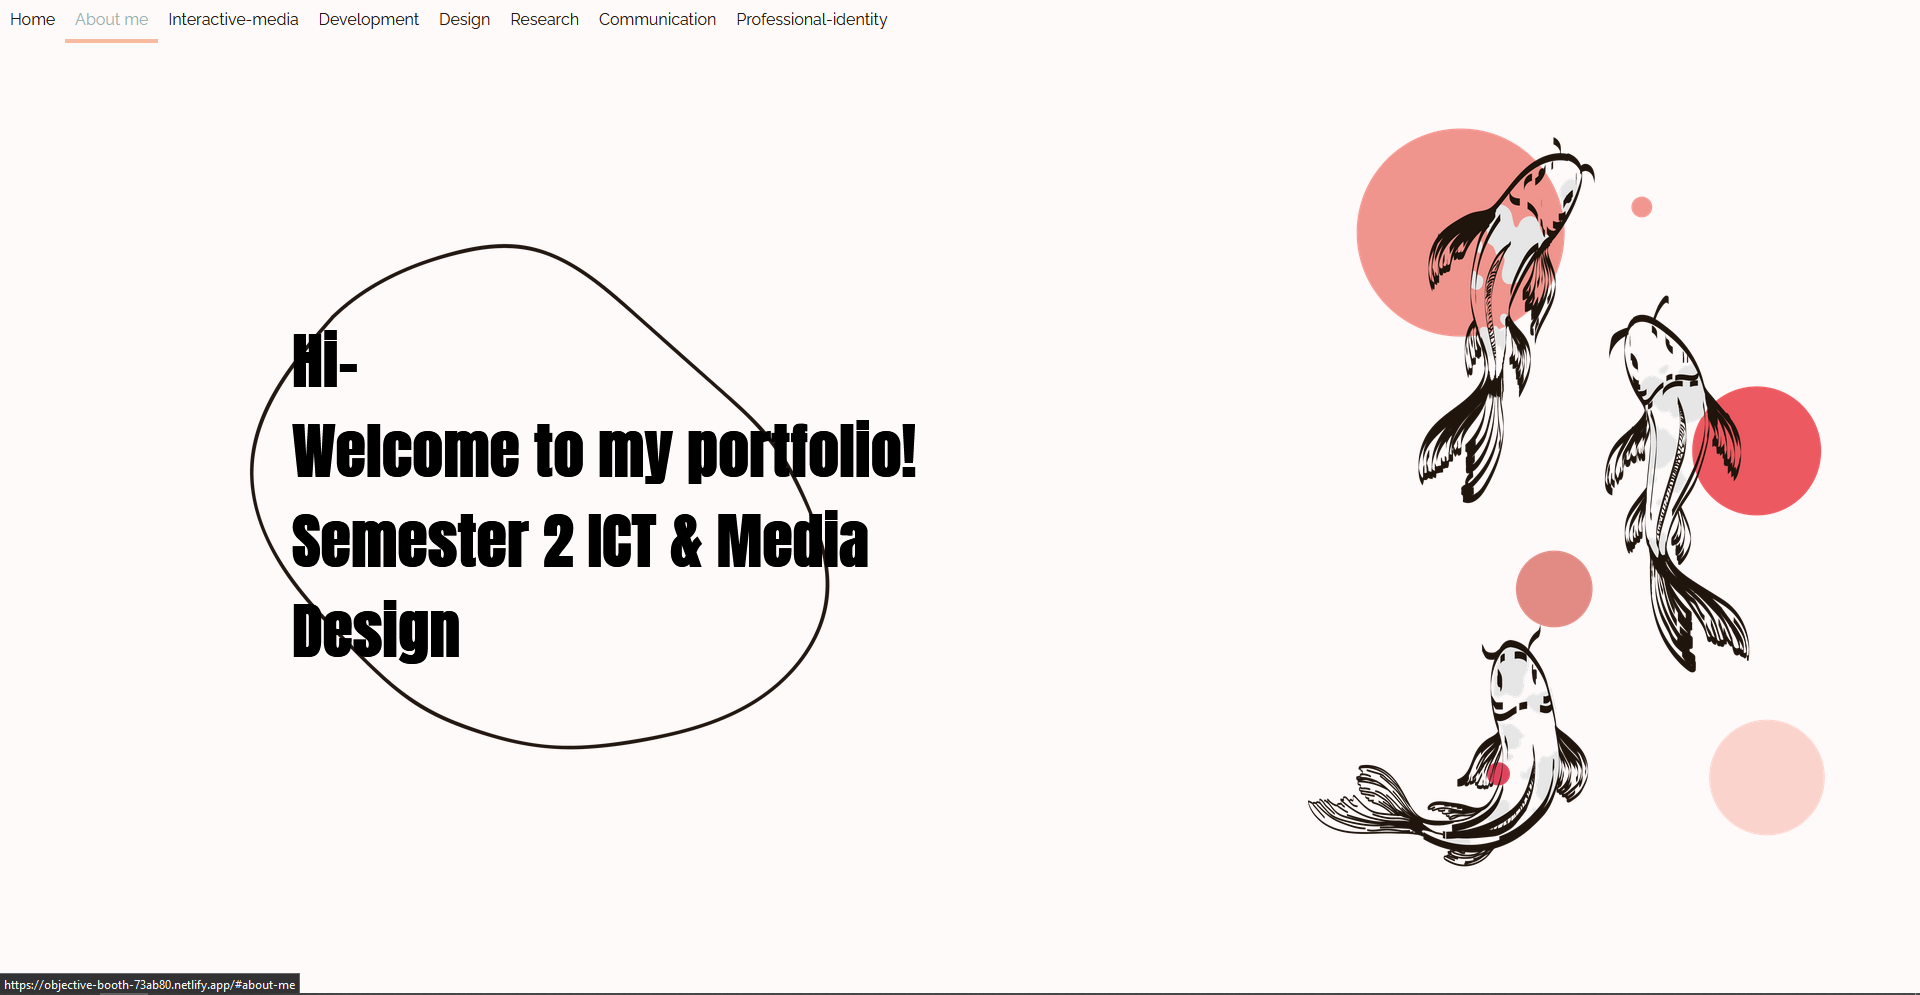 Home About me Interactive-media Development Design Research Communication Professional-identity
Hi-
Welcome to my portfolio!
Semester 2 ICT & Media
Design
https://objective-booth-73ab80.netlify.app/#about-me